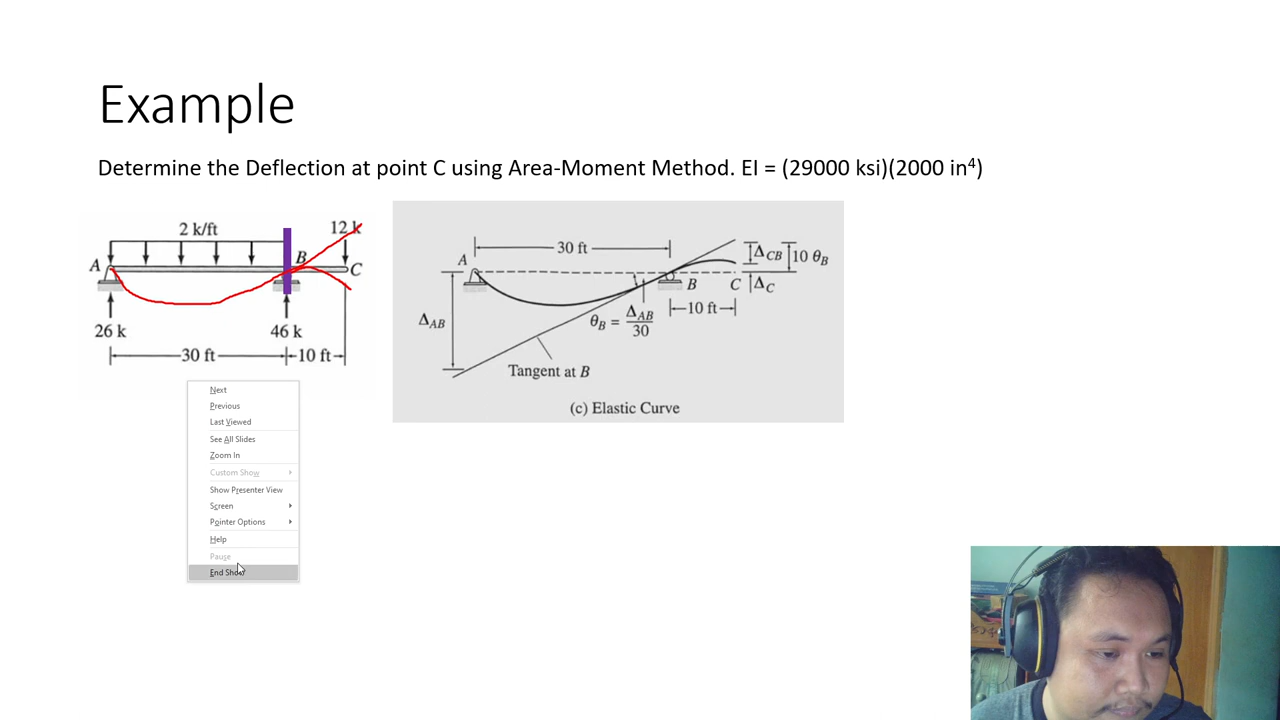 Example
Determine the Deflection at point C using Area-Moment Method. EI = (29000 ksi)(2000 in⁴)
2 k/ft
12 k
A
B
C
26 k
46 k
30 ft
10 ft
30 ft
A
ΔCB
10 θB
B
C
ΔC
ΔAB
θB = ΔAB/30
10 ft
Tangent at B
(c) Elastic Curve
Next
Previous
Last Viewed
See All Slides
Zoom In
Custom Show
Show Presenter View
Screen
Pointer Options
Help
Pause
End Show